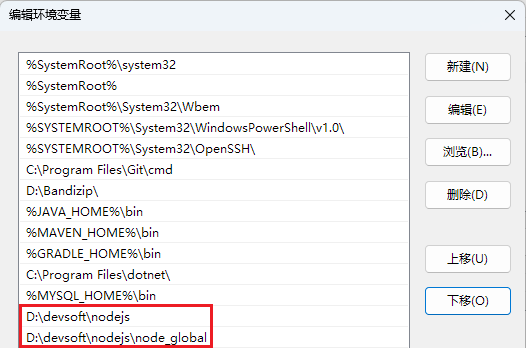 编辑环境变量
%SystemRoot%\system32
%SystemRoot%
%SystemRoot%\System32\Wbem
%SYSTEMROOT%\System32\WindowsPowerShell\v1.0\
%SYSTEMROOT%\System32\OpenSSH\
C:\Program Files\Git\cmd
D:\Bandizip\
%JAVA_HOME%\bin
%MAVEN_HOME%\bin
%GRADLE_HOME%\bin
C:\Program Files\dotnet\
%MYSQL_HOME%\bin
D:\devsoft\nodejs
D:\devsoft\nodejs\node_global
新建(N)
编辑(E)
浏览(B)...
删除(D)
上移(U)
下移(O)